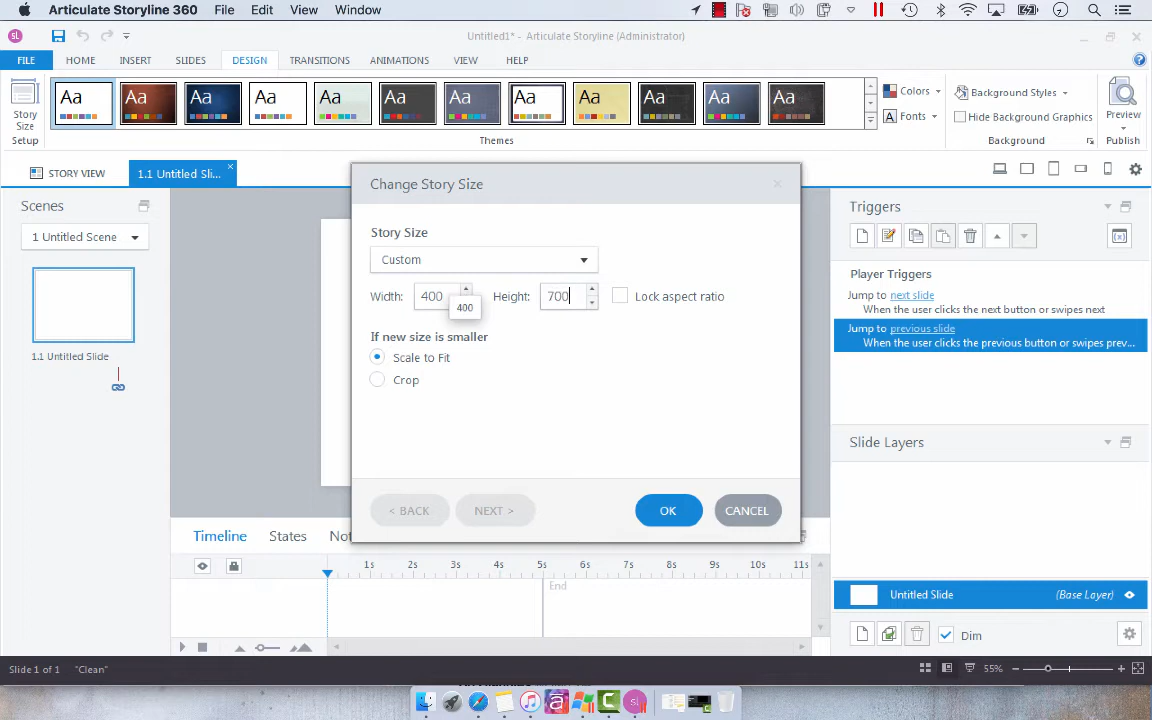 Articulate Storyline 360 File Edit View Window
Untitled1* - Articulate Storyline (Administrator)
FILE HOME INSERT SLIDES DESIGN TRANSITIONS ANIMATIONS VIEW HELP
Story Size
Setup
Aa Aa Aa Aa Aa Aa Aa Aa Aa Aa Aa Aa
Themes
Colors
Fonts
Background Styles
Hide Background Graphics
Background
Preview
Publish
STORY VIEW
1.1 Untitled Sli...
Scenes
1 Untitled Scene
1.1 Untitled Slide
Change Story Size
Story Size
Custom
Width: 400 Height: 700 Lock aspect ratio
400
If new size is smaller
Scale to Fit
Crop
< BACK NEXT > OK CANCEL
Triggers
Player Triggers
Jump to next slide
When the user clicks the next button or swipes next
Jump to previous slide
When the user clicks the previous button or swipes prev...
Slide Layers
Untitled Slide (Base Layer)
Dim
Timeline States Not
1s 2s 3s 4s 5s 6s 7s 8s 9s 10s 11s
End
Slide 1 of 1 "Clean" 55%